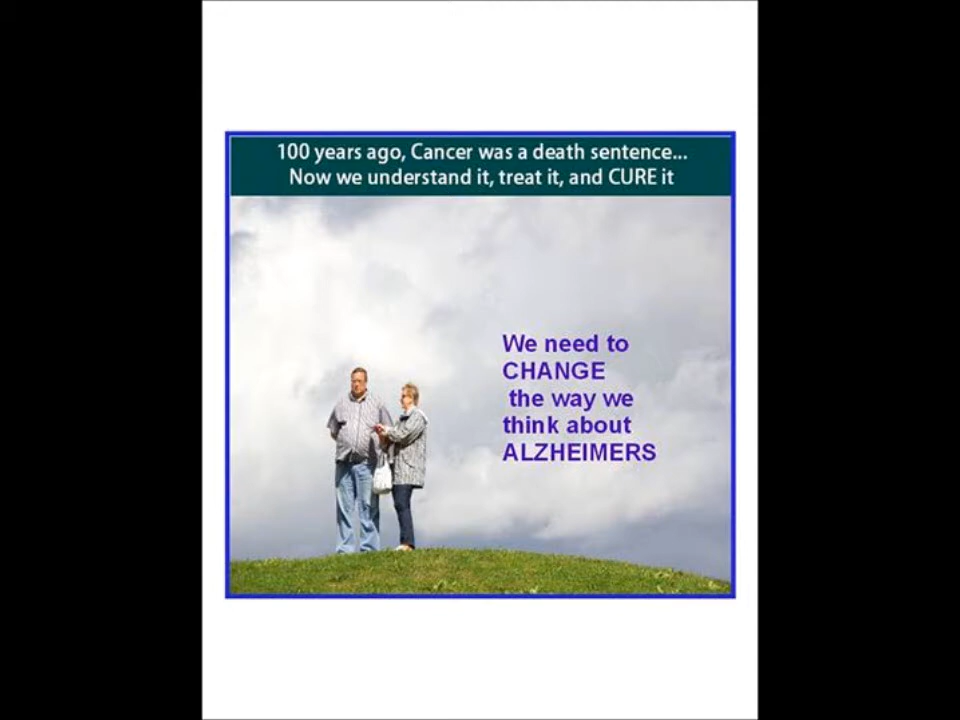 100 years ago, Cancer was a death sentence...
Now we understand it, treat it, and CURE it
We need to
CHANGE
the way we
think about
ALZHEIMERS